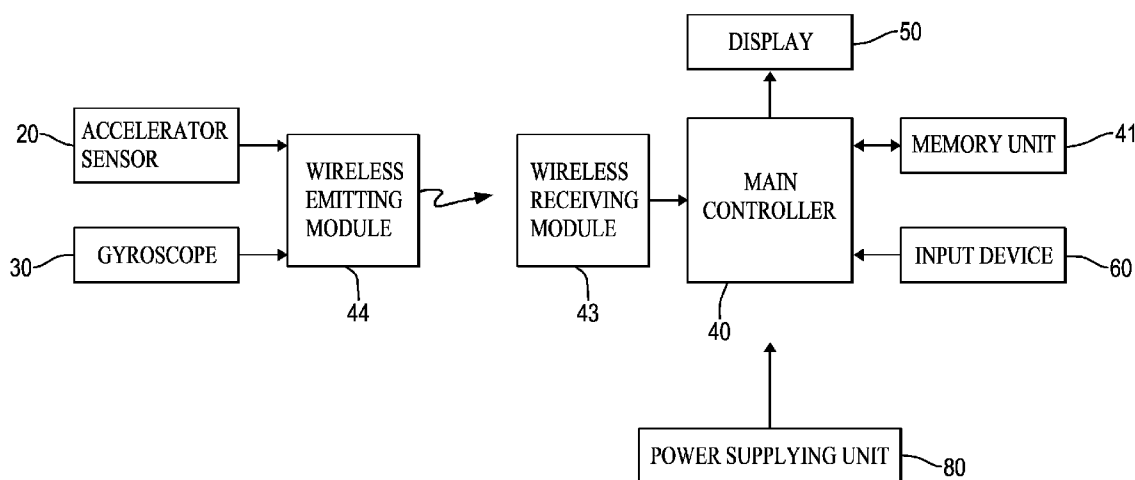 DISPLAY
50
20
ACCELERATOR
SENSOR
WIRELESS
EMITTING
MODULE
44
GYROSCOPE
30
WIRELESS
RECEIVING
MODULE
43
MAIN
CONTROLLER
40
MEMORY UNIT
41
INPUT DEVICE
60
POWER SUPPLYING UNIT
80